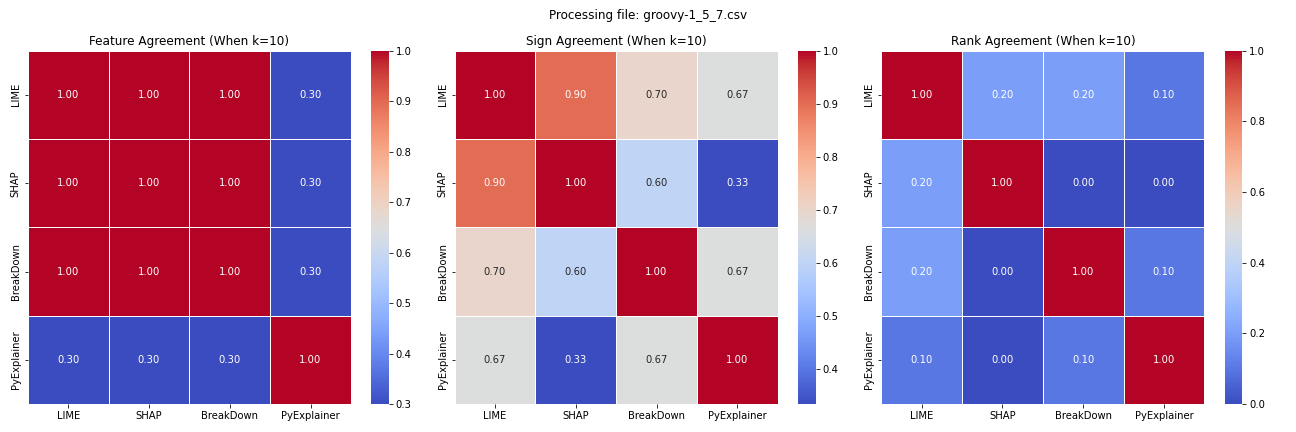 Processing file: groovy-1_5_7.csv
Feature Agreement (When k=10)
LIME
SHAP
BreakDown
PyExplainer
1.00 1.00 1.00 0.30
1.00 1.00 1.00 0.30
1.00 1.00 1.00 0.30
0.30 0.30 0.30 1.00
LIME SHAP BreakDown PyExplainer
1.0
0.9
0.8
0.7
0.6
0.5
0.4
0.3
Sign Agreement (When k=10)
LIME
SHAP
BreakDown
PyExplainer
1.00 0.90 0.70 0.67
0.90 1.00 0.60 0.33
0.70 0.60 1.00 0.67
0.67 0.33 0.67 1.00
LIME SHAP BreakDown PyExplainer
1.0
0.9
0.8
0.7
0.6
0.5
0.4
Rank Agreement (When k=10)
LIME
SHAP
BreakDown
PyExplainer
1.00 0.20 0.20 0.10
0.20 1.00 0.00 0.00
0.20 0.00 1.00 0.10
0.10 0.00 0.10 1.00
LIME SHAP BreakDown PyExplainer
1.0
0.8
0.6
0.4
0.2
0.0